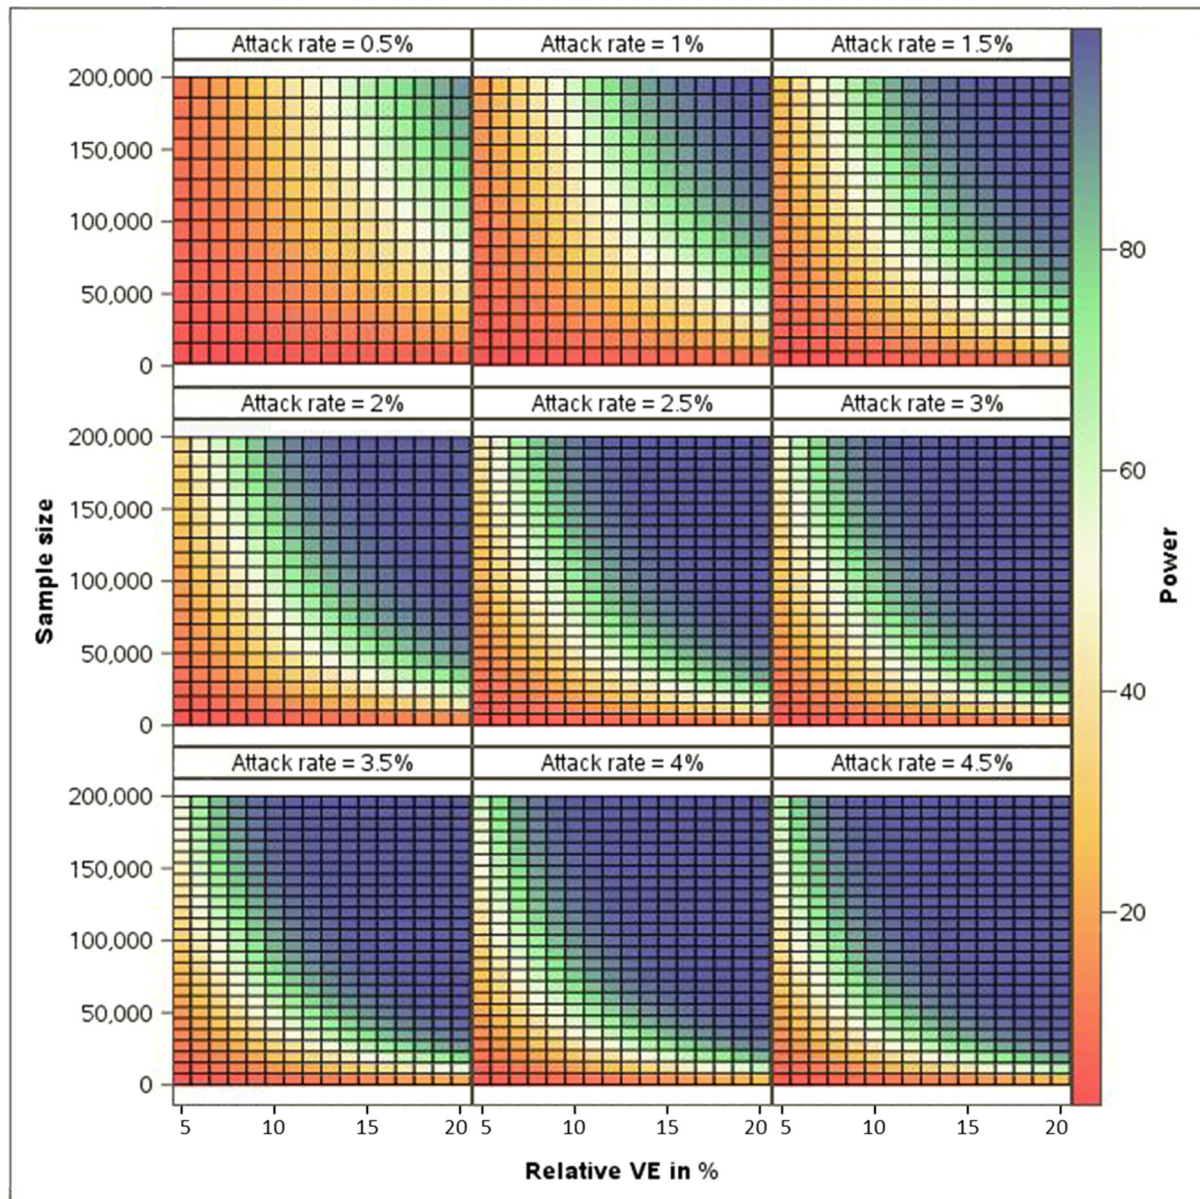 Attack rate = 0.5%
Attack rate = 1%
Attack rate = 1.5%
200,000
150,000
100,000
50,000
0
Attack rate = 2%
Attack rate = 2.5%
Attack rate = 3%
200,000
150,000
100,000
50,000
0
Attack rate = 3.5%
Attack rate = 4%
Attack rate = 4.5%
200,000
150,000
100,000
50,000
0
5 10 15 20 5 10 15 20 5 10 15 20
Relative VE in %
Sample size
80
60
40
20
Power